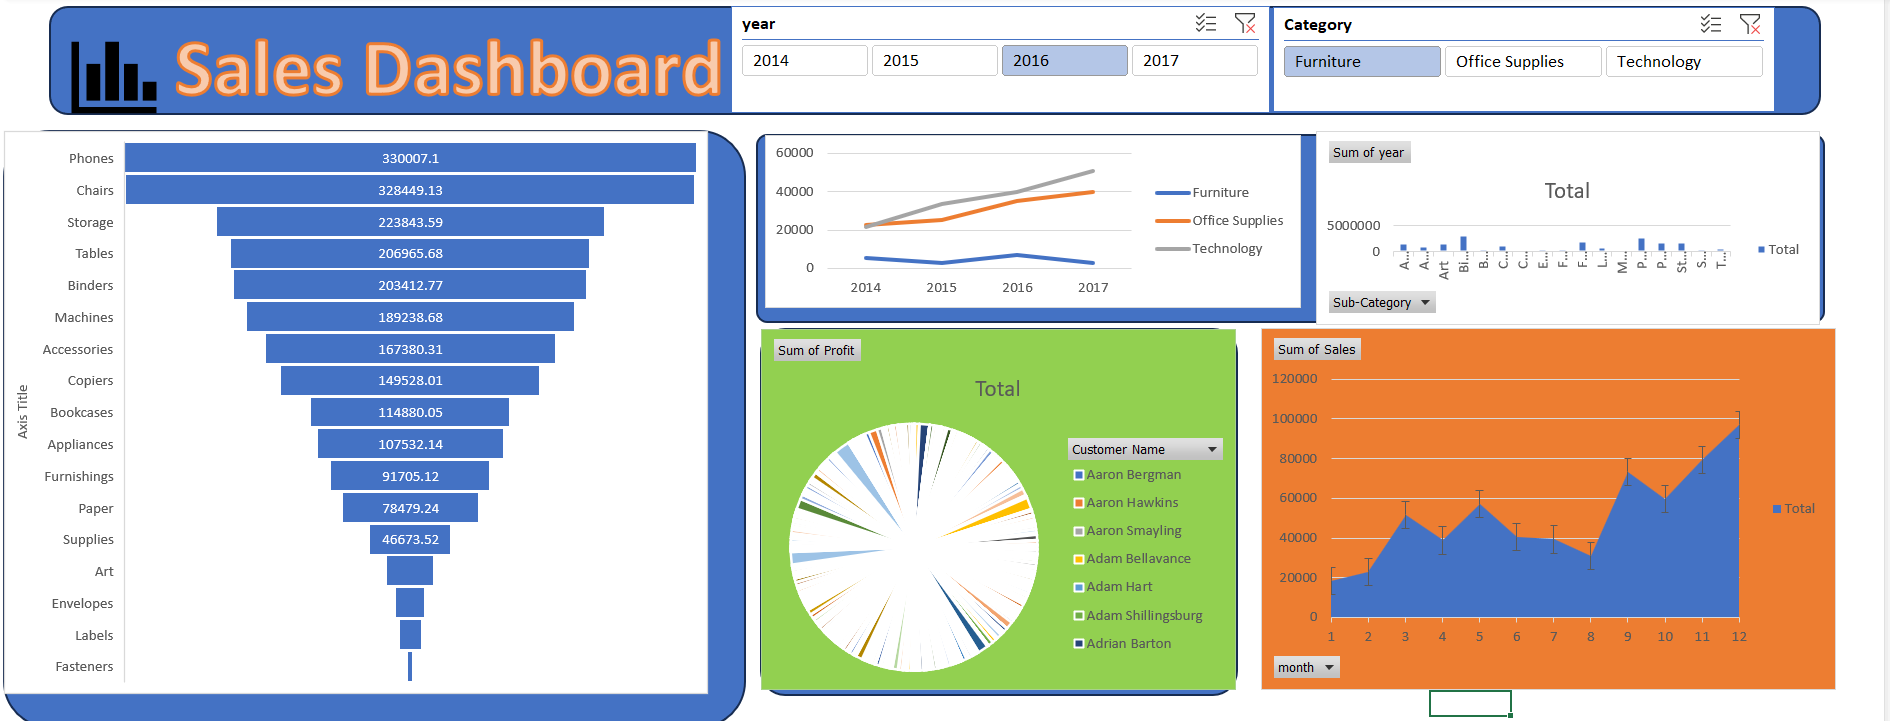 Sales Dashboard
year
2014 2015 2016 2017
Category
Furniture Office Supplies Technology
Axis Title
Phones 330007.1
Chairs 328449.13
Storage 223843.59
Tables 206965.68
Binders 203412.77
Machines 189238.68
Accessories 167380.31
Copiers 149528.01
Bookcases 114880.05
Appliances 107532.14
Furnishings 91705.12
Paper 78479.24
Supplies 46673.52
Art
Envelopes
Labels
Fasteners
60000
40000
20000
0
2014 2015 2016 2017
Furniture
Office Supplies
Technology
Sum of year
Total
5000000
0
A... A... Art Bi... B... C... C... E... F... F... L... M... P... P... St... S... T...
Total
Sub-Category
Sum of Profit
Total
Customer Name
Aaron Bergman
Aaron Hawkins
Aaron Smayling
Adam Bellavance
Adam Hart
Adam Shillingsburg
Adrian Barton
Sum of Sales
120000
100000
80000
60000
40000
20000
0
1 2 3 4 5 6 7 8 9 10 11 12
Total
month